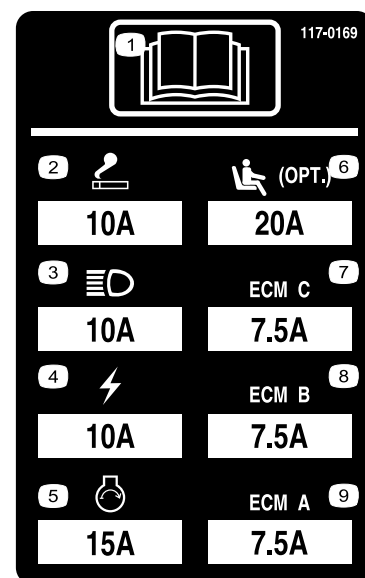 117-0169
1
2
(OPT.) 6
10A
20A
3
ECM C 7
10A
7.5A
4
ECM B 8
10A
7.5A
5
ECM A 9
15A
7.5A